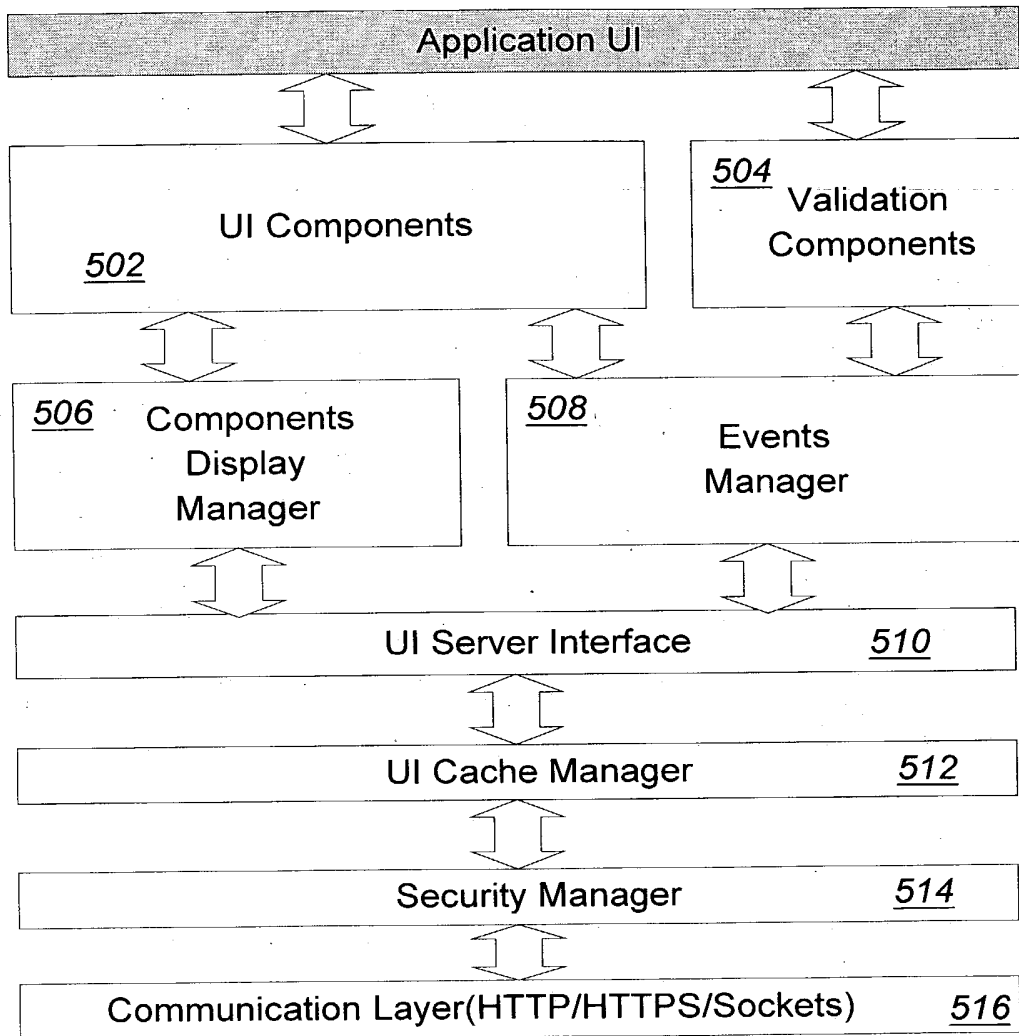 Application UI
UI Components
502
504
Validation
Components
506
Components
Display
Manager
508
Events
Manager
UI Server Interface 510
UI Cache Manager 512
Security Manager 514
Communication Layer(HTTP/HTTPS/Sockets) 516